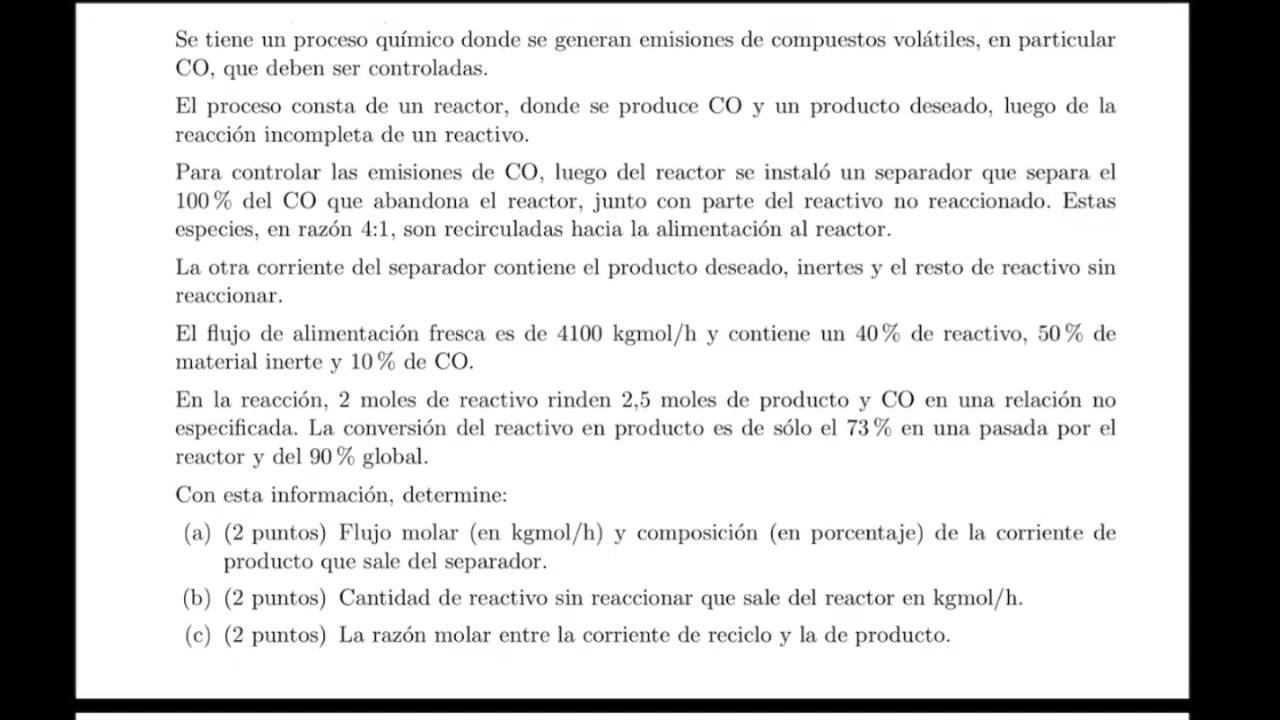 Se tiene un proceso químico donde se generan emisiones de compuestos volátiles, en particular
CO, que deben ser controladas.
El proceso consta de un reactor, donde se produce CO y un producto deseado, luego de la
reacción incompleta de un reactivo.
Para controlar las emisiones de CO, luego del reactor se instaló un separador que separa el
100 % del CO que abandona el reactor, junto con parte del reactivo no reaccionado. Estas
especies, en razón 4:1, son recirculadas hacia la alimentación al reactor.
La otra corriente del separador contiene el producto deseado, inertes y el resto de reactivo sin
reaccionar.
El flujo de alimentación fresca es de 4100 kgmol/h y contiene un 40 % de reactivo, 50 % de
material inerte y 10 % de CO.
En la reacción, 2 moles de reactivo rinden 2,5 moles de producto y CO en una relación no
especificada. La conversión del reactivo en producto es de sólo el 73 % en una pasada por el
reactor y del 90 % global.
Con esta información, determine:
(a) (2 puntos) Flujo molar (en kgmol/h) y composición (en porcentaje) de la corriente de
producto que sale del separador.
(b) (2 puntos) Cantidad de reactivo sin reaccionar que sale del reactor en kgmol/h.
(c) (2 puntos) La razón molar entre la corriente de reciclo y la de producto.